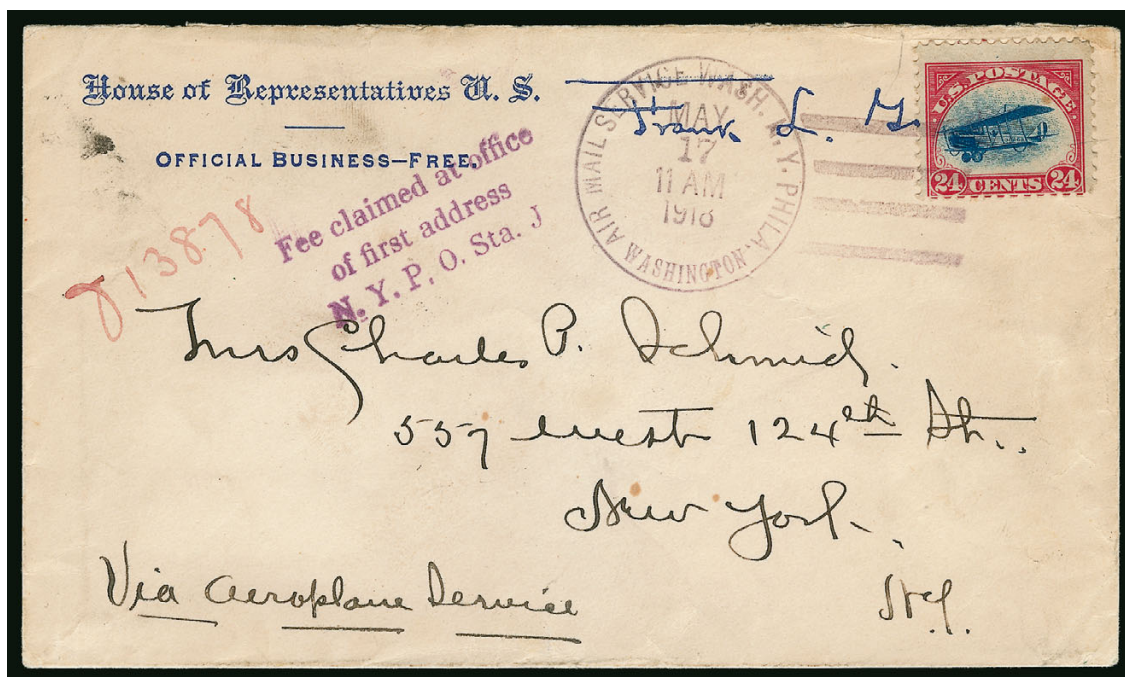 House of Representatives U. S.
OFFICIAL BUSINESS—FREE.
Frank L. G.
AIR MAIL SERVICE WASH. N.Y. PHILA.
MAY
17
11 AM
1918
WASHINGTON
U.S. POSTAGE
24 CENTS 24
Fee claimed at office
of first address
N. Y. P. O. Sta. J
813878
Mrs Charles P. Schmid.
557 West 124th St.
New York.
N.Y.
Via Aeroplane Service